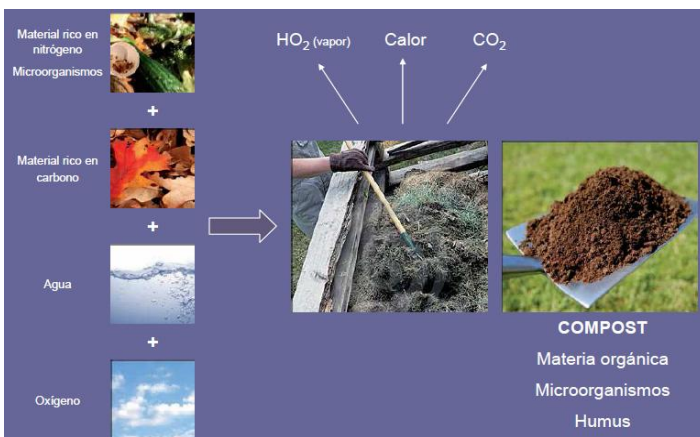 Material rico en
nitrógeno
Microorganismos
+
Material rico en
carbono
+
Agua
+
Oxígeno
HO₂ (vapor)
Calor
CO₂
COMPOST
Materia orgánica
Microorganismos
Humus